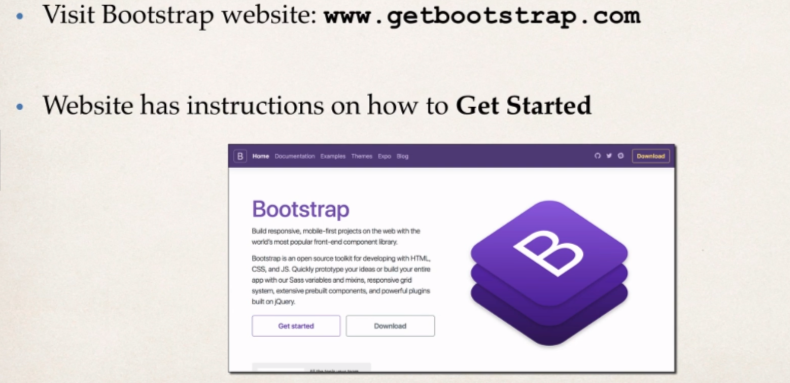 • Visit Bootstrap website: www.getbootstrap.com
• Website has instructions on how to Get Started
B Home Documentation Examples Themes Expo Blog Download
Bootstrap
Build responsive, mobile-first projects on the web with the
world's most popular front-end component library.
Bootstrap is an open source toolkit for developing with HTML,
CSS, and JS. Quickly prototype your ideas or build your entire
app with our Sass variables and mixins, responsive grid
system, extensive prebuilt components, and powerful plugins
built on jQuery.
B
Get started Download